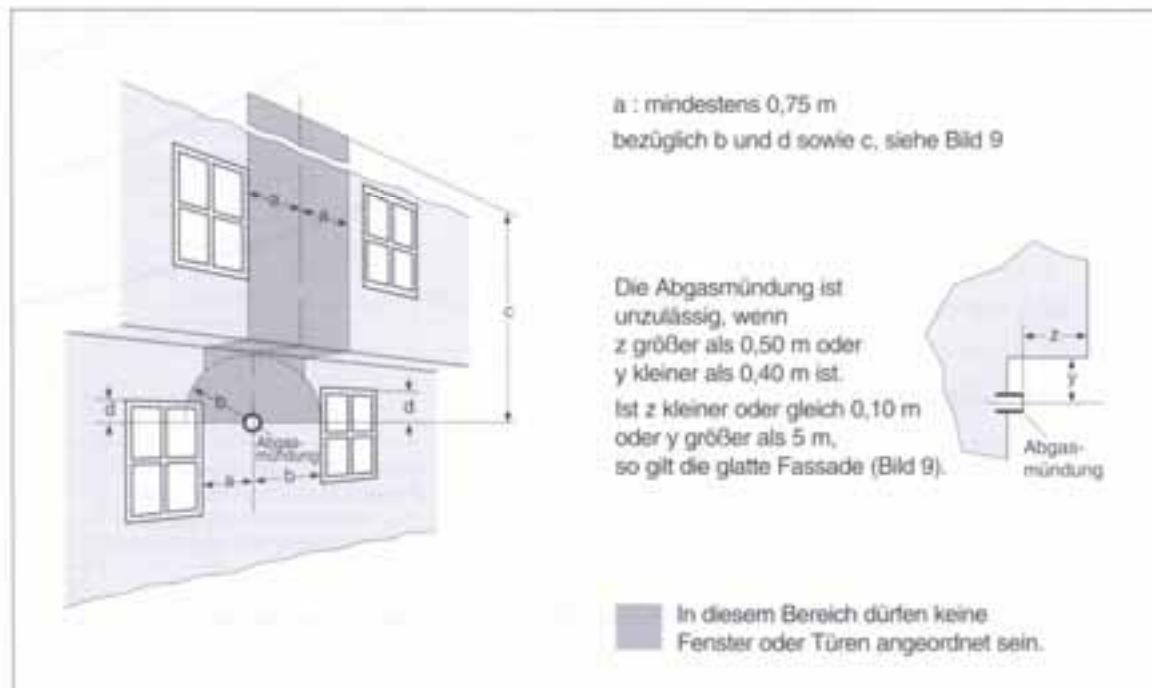 a : mindestens 0,75 m
bezüglich b und d sowie c, siehe Bild 9
a
a
c
Die Abgasmündung ist
unzulässig, wenn
z größer als 0,50 m oder
y kleiner als 0,40 m ist.
Ist z kleiner oder gleich 0,10 m
oder y größer als 5 m,
so gilt die glatte Fassade (Bild 9).
z
y
Abgas-
mündung
d
b
d
Abgas-
mündung
a
b
In diesem Bereich dürfen keine
Fenster oder Türen angeordnet sein.